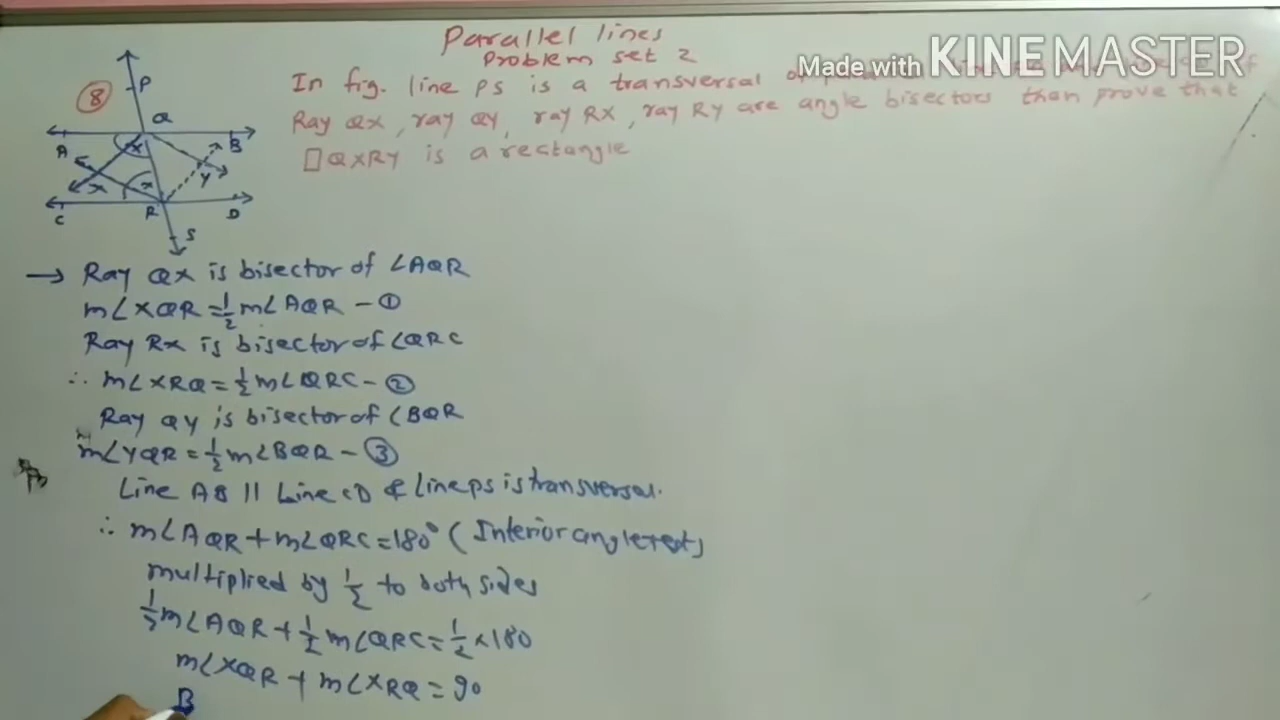 Parallel lines
Problem set 2
Made with KINEMASTER
8
In fig. line PS is a transversal of
Ray QX, ray QY, ray RX, ray RY are angle bisectors then prove that
□QXRY is a rectangle
P
Q
A
B
x
Y
x
x
C
R
D
S
→ Ray QX is bisector of ∠AQR
m∠XQR = 1/2 m∠AQR - ①
Ray RX is bisector of ∠QRC
∴ m∠XRQ = 1/2 m∠QRC - ②
Ray QY is bisector of ∠BQR
m∠YQR = 1/2 m∠BQR - ③
Line AB || Line CD & Line PS is transversal.
∴ m∠AQR + m∠QRC = 180° (Interior angle test)
multiplied by 1/2 to both sides
1/2 m∠AQR + 1/2 m∠QRC = 1/2 × 180
m∠XQR + m∠XRQ = 90
B